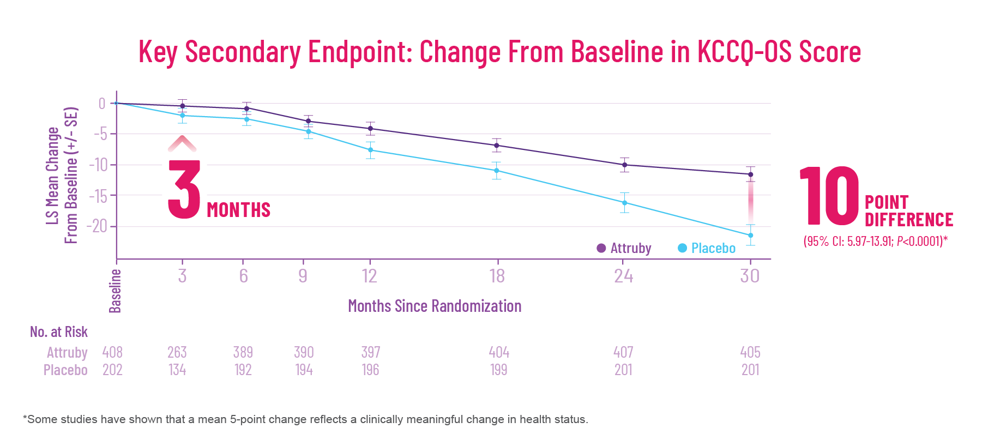 Key Secondary Endpoint: Change From Baseline in KCCQ-OS Score
LS Mean Change
From Baseline (+/- SE)
0
–5
–10
–15
–20
3 MONTHS
10 POINT
DIFFERENCE
(95% CI: 5.97-13.91; P<0.0001)*
Attruby Placebo
Baseline 3 6 9 12 18 24 30
Months Since Randomization
No. at Risk
Attruby 408 263 389 390 397 404 407 405
Placebo 202 134 192 194 196 199 201 201
*Some studies have shown that a mean 5-point change reflects a clinically meaningful change in health status.